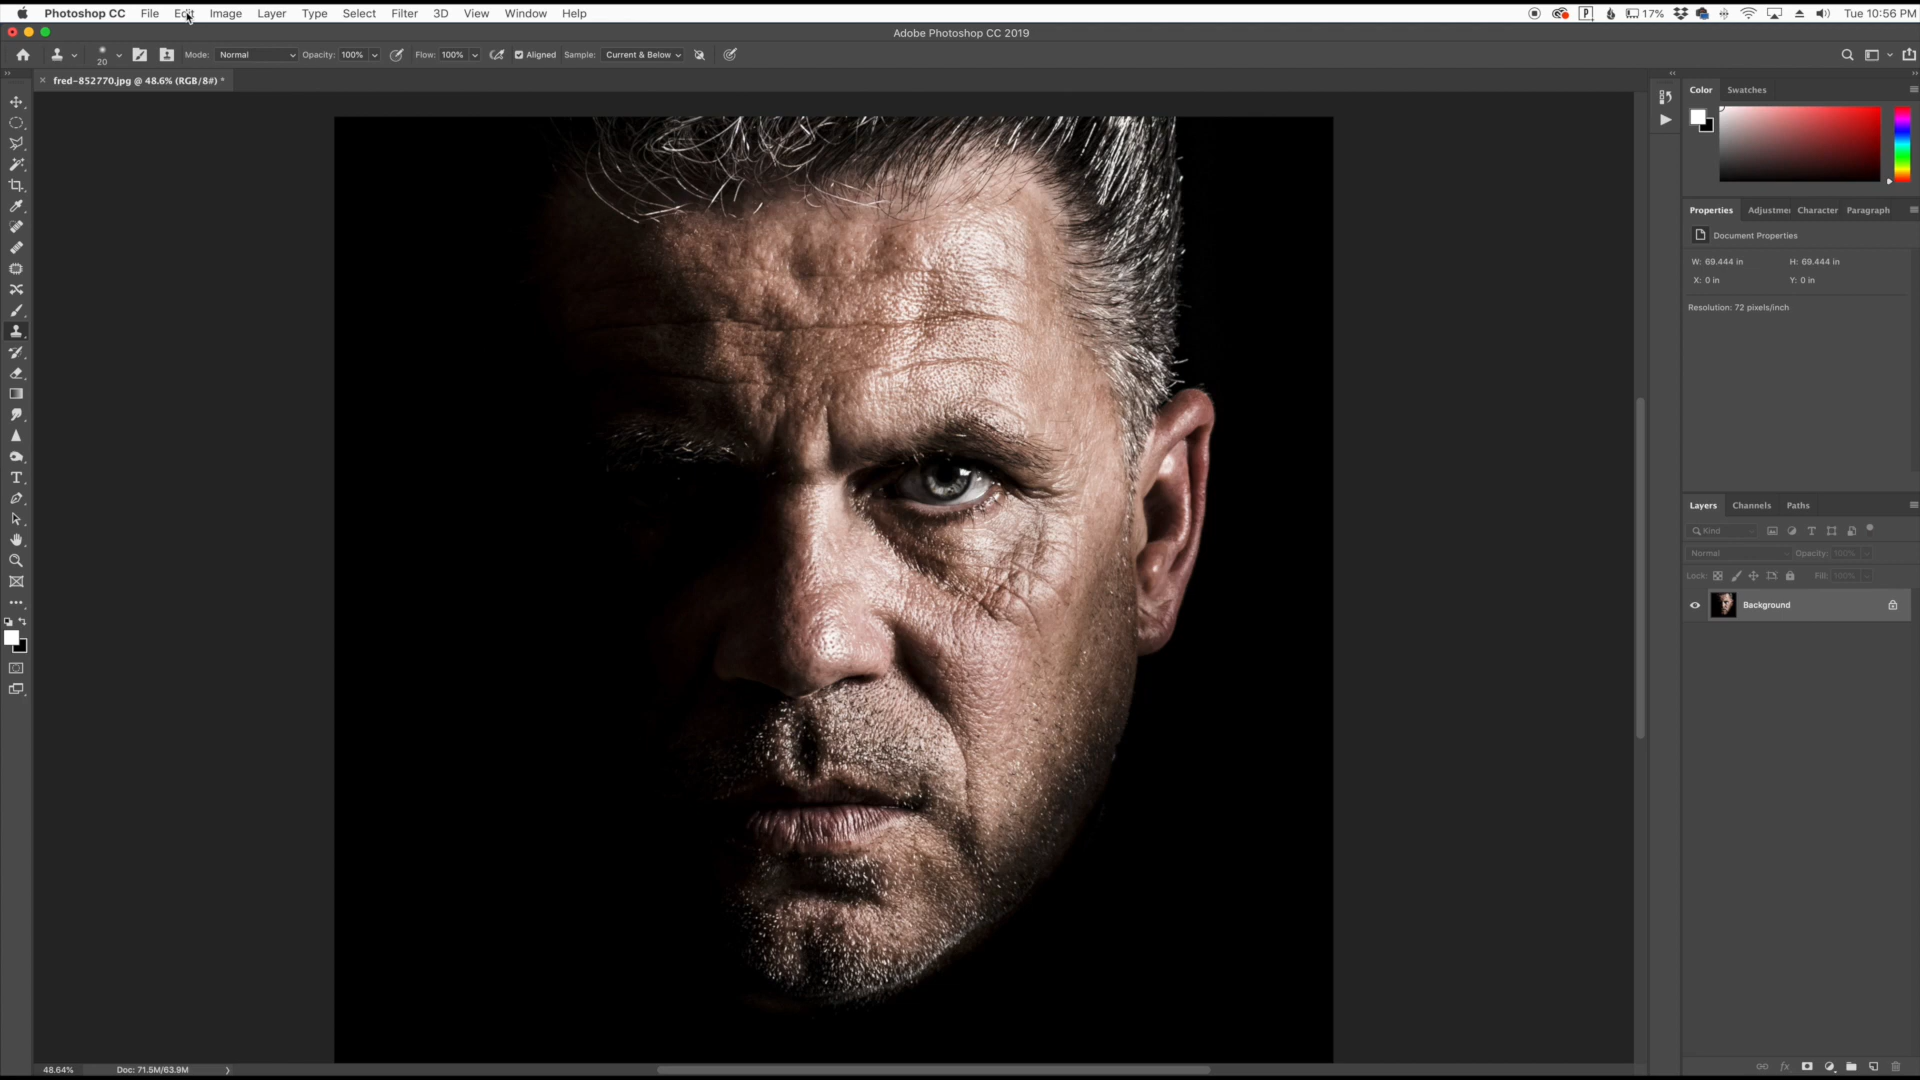 Photoshop CC File Edit Image Layer Type Select Filter 3D View Window Help 17% Tue 10:56 PM
Adobe Photoshop CC 2019
20 Mode: Normal Opacity: 100% Flow: 100% Aligned Sample: Current & Below
fred-852770.jpg @ 48.6% (RGB/8#) *
Color Swatches
Properties Adjustme Character Paragraph
Document Properties
W: 69.444 in H: 69.444 in
X: 0 in Y: 0 in
Resolution: 72 pixels/inch
Layers Channels Paths
Kind
Normal Opacity: 100%
Lock: Fill: 100%
Background
48.64% Doc: 71.5M/63.9M